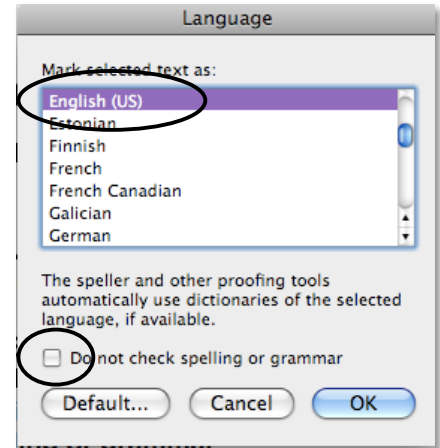 Language
Mark selected text as:
English (US)
Estonian
Finnish
French
French Canadian
Galician
German
The speller and other proofing tools
automatically use dictionaries of the selected
language, if available.
Do not check spelling or grammar
Default... Cancel OK